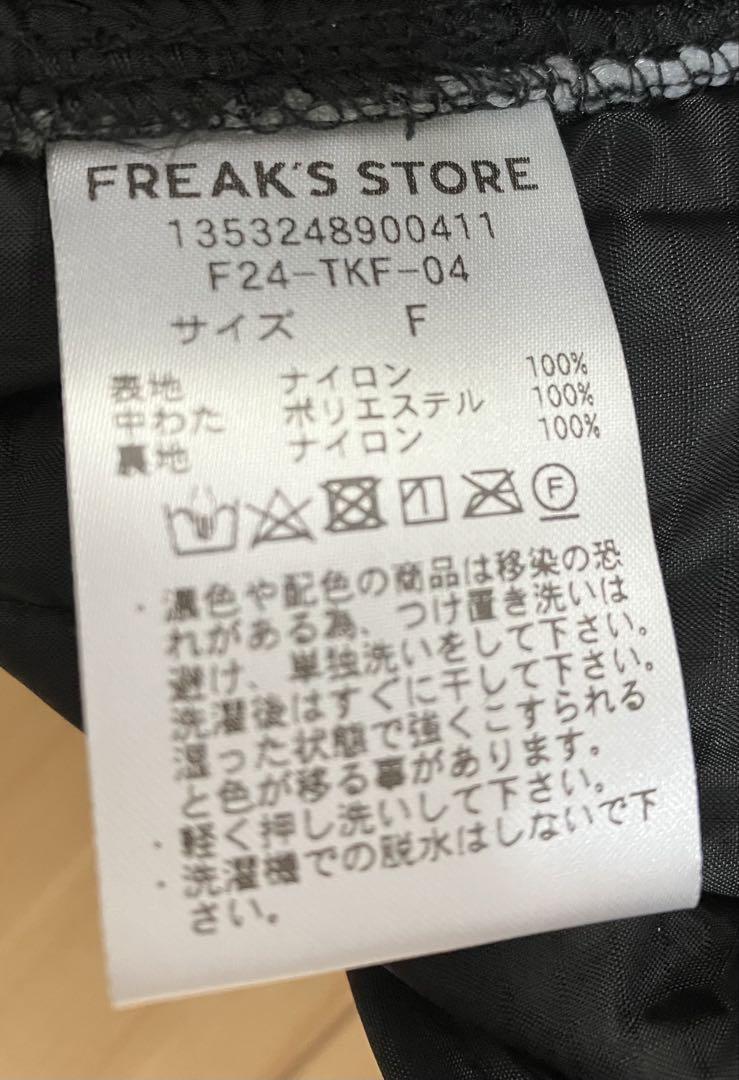 FREAK'S STORE
1353248900411
F24-TKF-04
サイズ F
表地 ナイロン 100%
中わた ポリエステル 100%
裏地 ナイロン 100%
F
・濃色や配色の商品は移染の恐
れがある為、つけ置き洗いは
避け、単独洗いをして下さい。
洗濯後はすぐに干して下さい。
湿った状態で強くこすられる
と色が移る事があります。
・軽く押し洗いして下さい。
・洗濯機での脱水はしないで下
さい。